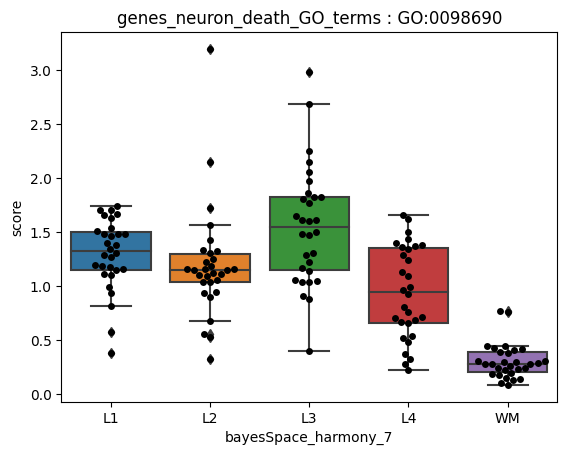 genes_neuron_death_GO_terms : GO:0098690
3.0
2.5
2.0
1.5
1.0
0.5
0.0
score
L1 L2 L3 L4 WM
bayesSpace_harmony_7